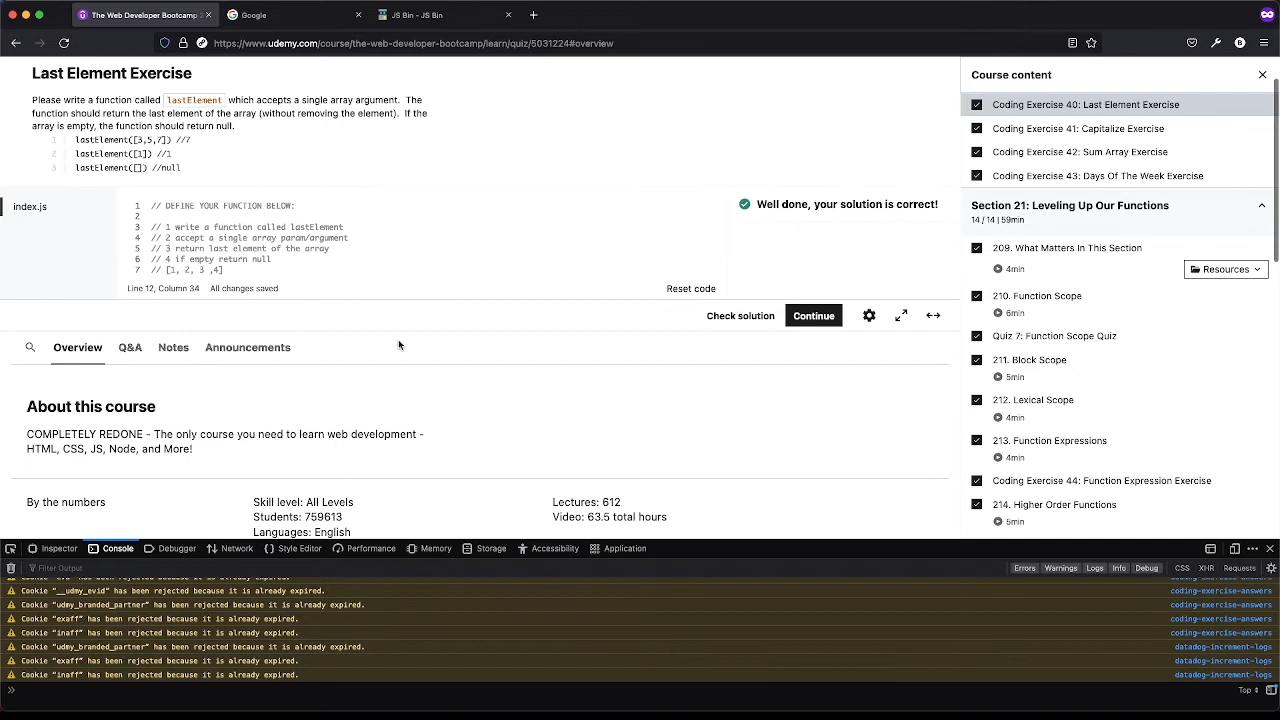 The Web Developer Bootcamp 2
Google
JS Bin - JS Bin
https://www.udemy.com/course/the-web-developer-bootcamp/learn/quiz/5031224#overview
Last Element Exercise
Please write a function called lastElement which accepts a single array argument. The
function should return the last element of the array (without removing the element). If the
array is empty, the function should return null.
1 lastElement([3,5,7]) //7
2 lastElement([1]) //1
3 lastElement([]) //null
index.js
1 // DEFINE YOUR FUNCTION BELOW:
2
3 // 1 write a function called lastElement
4 // 2 accept a single array param/argument
5 // 3 return last element of the array
6 // 4 if empty return null
7 // [1, 2, 3 ,4]
Well done, your solution is correct!
Line 12, Column 34 All changes saved
Reset code
Check solution
Continue
Overview Q&A Notes Announcements
About this course
COMPLETELY REDONE - The only course you need to learn web development -
HTML, CSS, JS, Node, and More!
By the numbers
Skill level: All Levels
Students: 759613
Languages: English
Lectures: 612
Video: 63.5 total hours
Course content
Coding Exercise 40: Last Element Exercise
Coding Exercise 41: Capitalize Exercise
Coding Exercise 42: Sum Array Exercise
Coding Exercise 43: Days Of The Week Exercise
Section 21: Leveling Up Our Functions
14 / 14 | 59min
209. What Matters In This Section
4min
Resources
210. Function Scope
6min
Quiz 7: Function Scope Quiz
211. Block Scope
5min
212. Lexical Scope
4min
213. Function Expressions
4min
Coding Exercise 44: Function Expression Exercise
214. Higher Order Functions
5min
Inspector Console Debugger Network Style Editor Performance Memory Storage Accessibility Application
Filter Output
Errors Warnings Logs Info Debug CSS XHR Requests
coding-exercise-answers
Cookie “__udmy_evid” has been rejected because it is already expired. coding-exercise-answers
Cookie “udmy_branded_partner” has been rejected because it is already expired. coding-exercise-answers
Cookie “exaff” has been rejected because it is already expired. coding-exercise-answers
Cookie “inaff” has been rejected because it is already expired. coding-exercise-answers
Cookie “udmy_branded_partner” has been rejected because it is already expired. datadog-increment-logs
Cookie “exaff” has been rejected because it is already expired. datadog-increment-logs
Cookie “inaff” has been rejected because it is already expired. datadog-increment-logs
Top